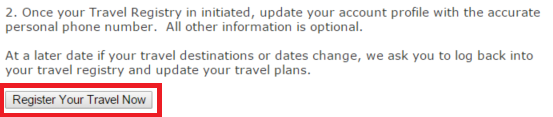 2. Once your Travel Registry in initiated, update your account profile with the accurate
personal phone number.  All other information is optional.
At a later date if your travel destinations or dates change, we ask you to log back into
your travel registry and update your travel plans.
Register Your Travel Now